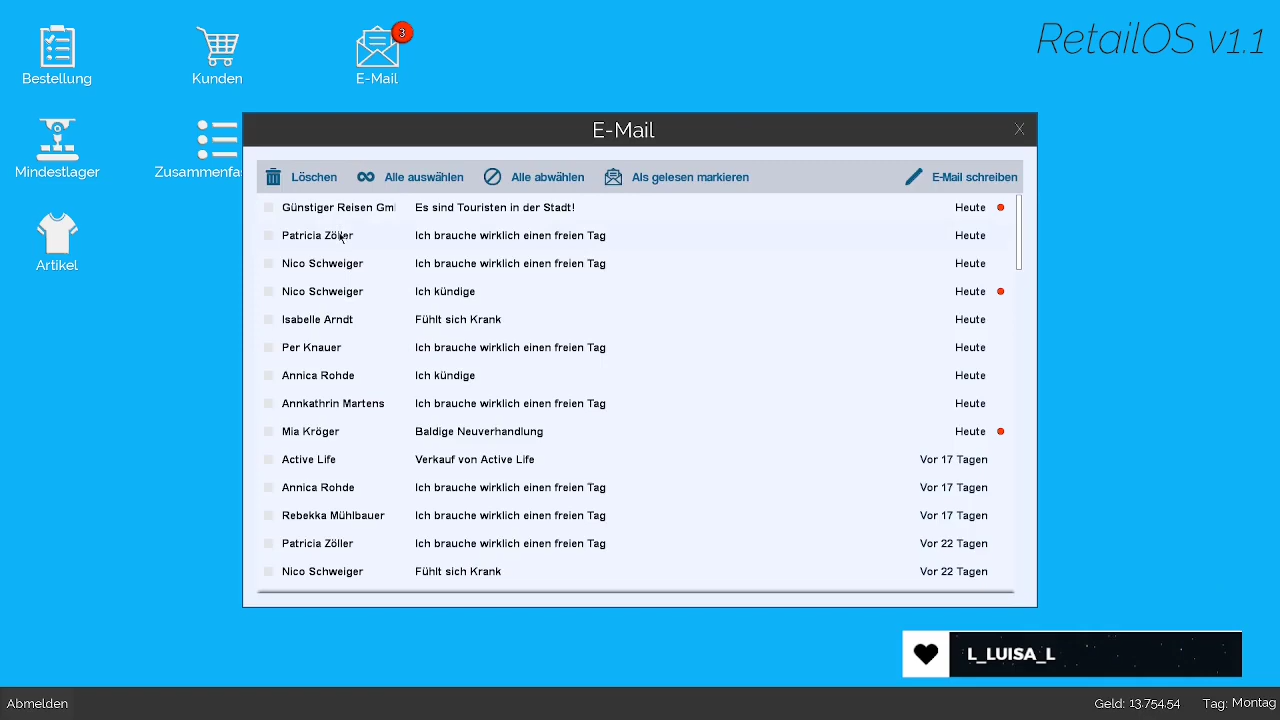 RetailOS v1.1
Bestellung
Kunden
3
E-Mail
Mindestlager
Zusammenfas
Artikel
E-Mail
X
Löschen
Alle auswählen
Alle abwählen
Als gelesen markieren
E-Mail schreiben
Günstiger Reisen Gm Es sind Touristen in der Stadt! Heute
Patricia Zöller Ich brauche wirklich einen freien Tag Heute
Nico Schweiger Ich brauche wirklich einen freien Tag Heute
Nico Schweiger Ich kündige Heute
Isabelle Arndt Fühlt sich Krank Heute
Per Knauer Ich brauche wirklich einen freien Tag Heute
Annica Rohde Ich kündige Heute
Annkathrin Martens Ich brauche wirklich einen freien Tag Heute
Mia Kröger Baldige Neuverhandlung Heute
Active Life Verkauf von Active Life Vor 17 Tagen
Annica Rohde Ich brauche wirklich einen freien Tag Vor 17 Tagen
Rebekka Mühlbauer Ich brauche wirklich einen freien Tag Vor 17 Tagen
Patricia Zöller Ich brauche wirklich einen freien Tag Vor 22 Tagen
Nico Schweiger Fühlt sich Krank Vor 22 Tagen
L_LUISA_L
Abmelden
Geld: 13.754.54
Tag: Montag